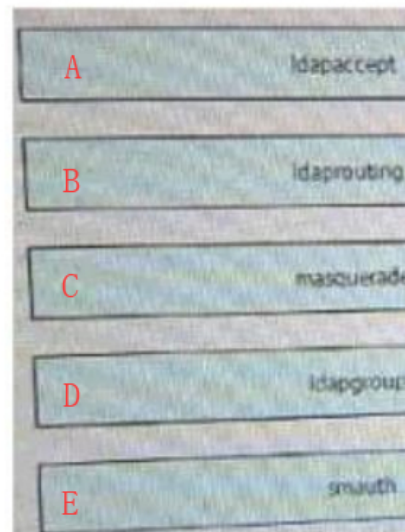 A ldapaccept
B ldaprouting
C masquerade
D ldapgroup
E smauth